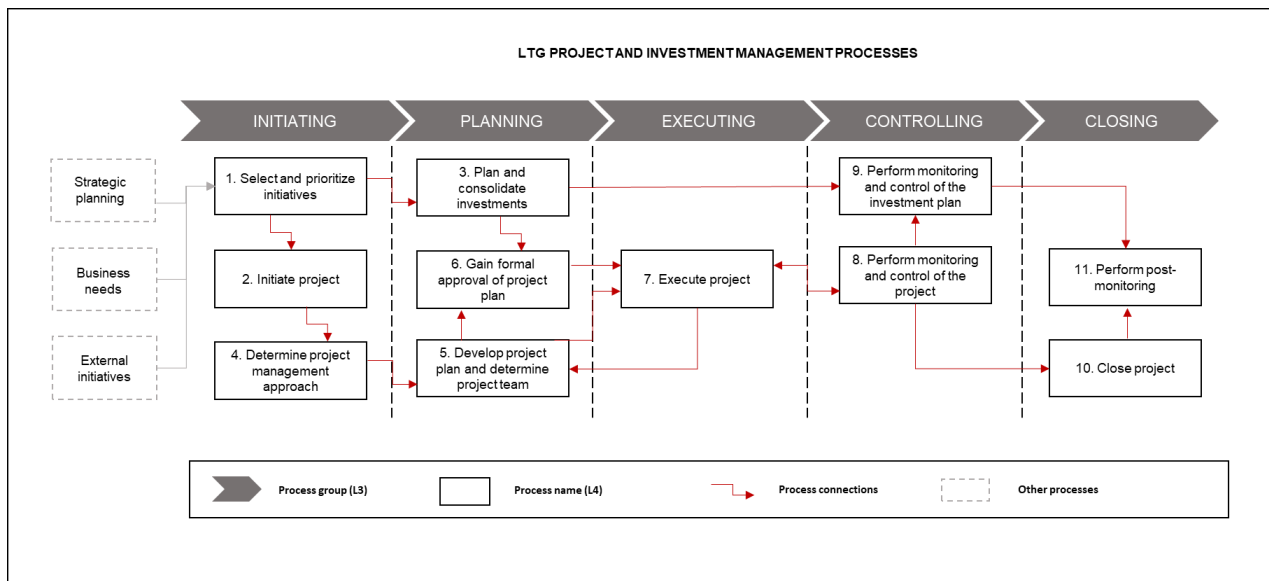 LTG PROJECT AND INVESTMENT MANAGEMENT PROCESSES
INITIATING
PLANNING
EXECUTING
CONTROLLING
CLOSING
Strategic
planning
Business
needs
External
initiatives
1. Select and prioritize
initiatives
2. Initiate project
4. Determine project
management
approach
3. Plan and
consolidate
investments
6. Gain formal
approval of project
plan
5. Develop project
plan and determine
project team
7. Execute project
9. Perform monitoring
and control of the
investment plan
8. Perform monitoring
and control of the
project
11. Perform post-
monitoring
10. Close project
Process group (L3)
Process name (L4)
Process connections
Other processes